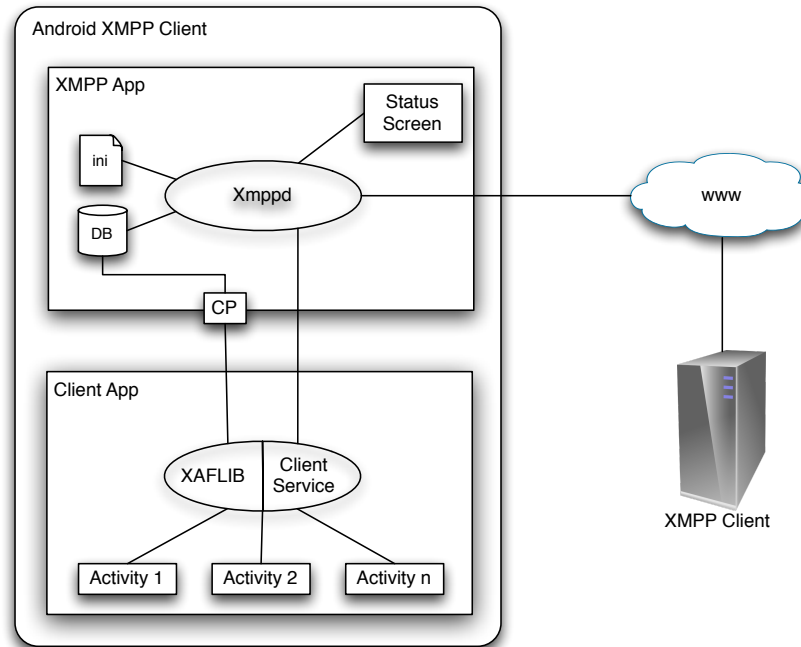 Android XMPP Client
XMPP App
Status
Screen
ini
Xmppd
www
DB
CP
Client App
XAFLIB
Client
Service
XMPP Client
Activity 1
Activity 2
Activity n